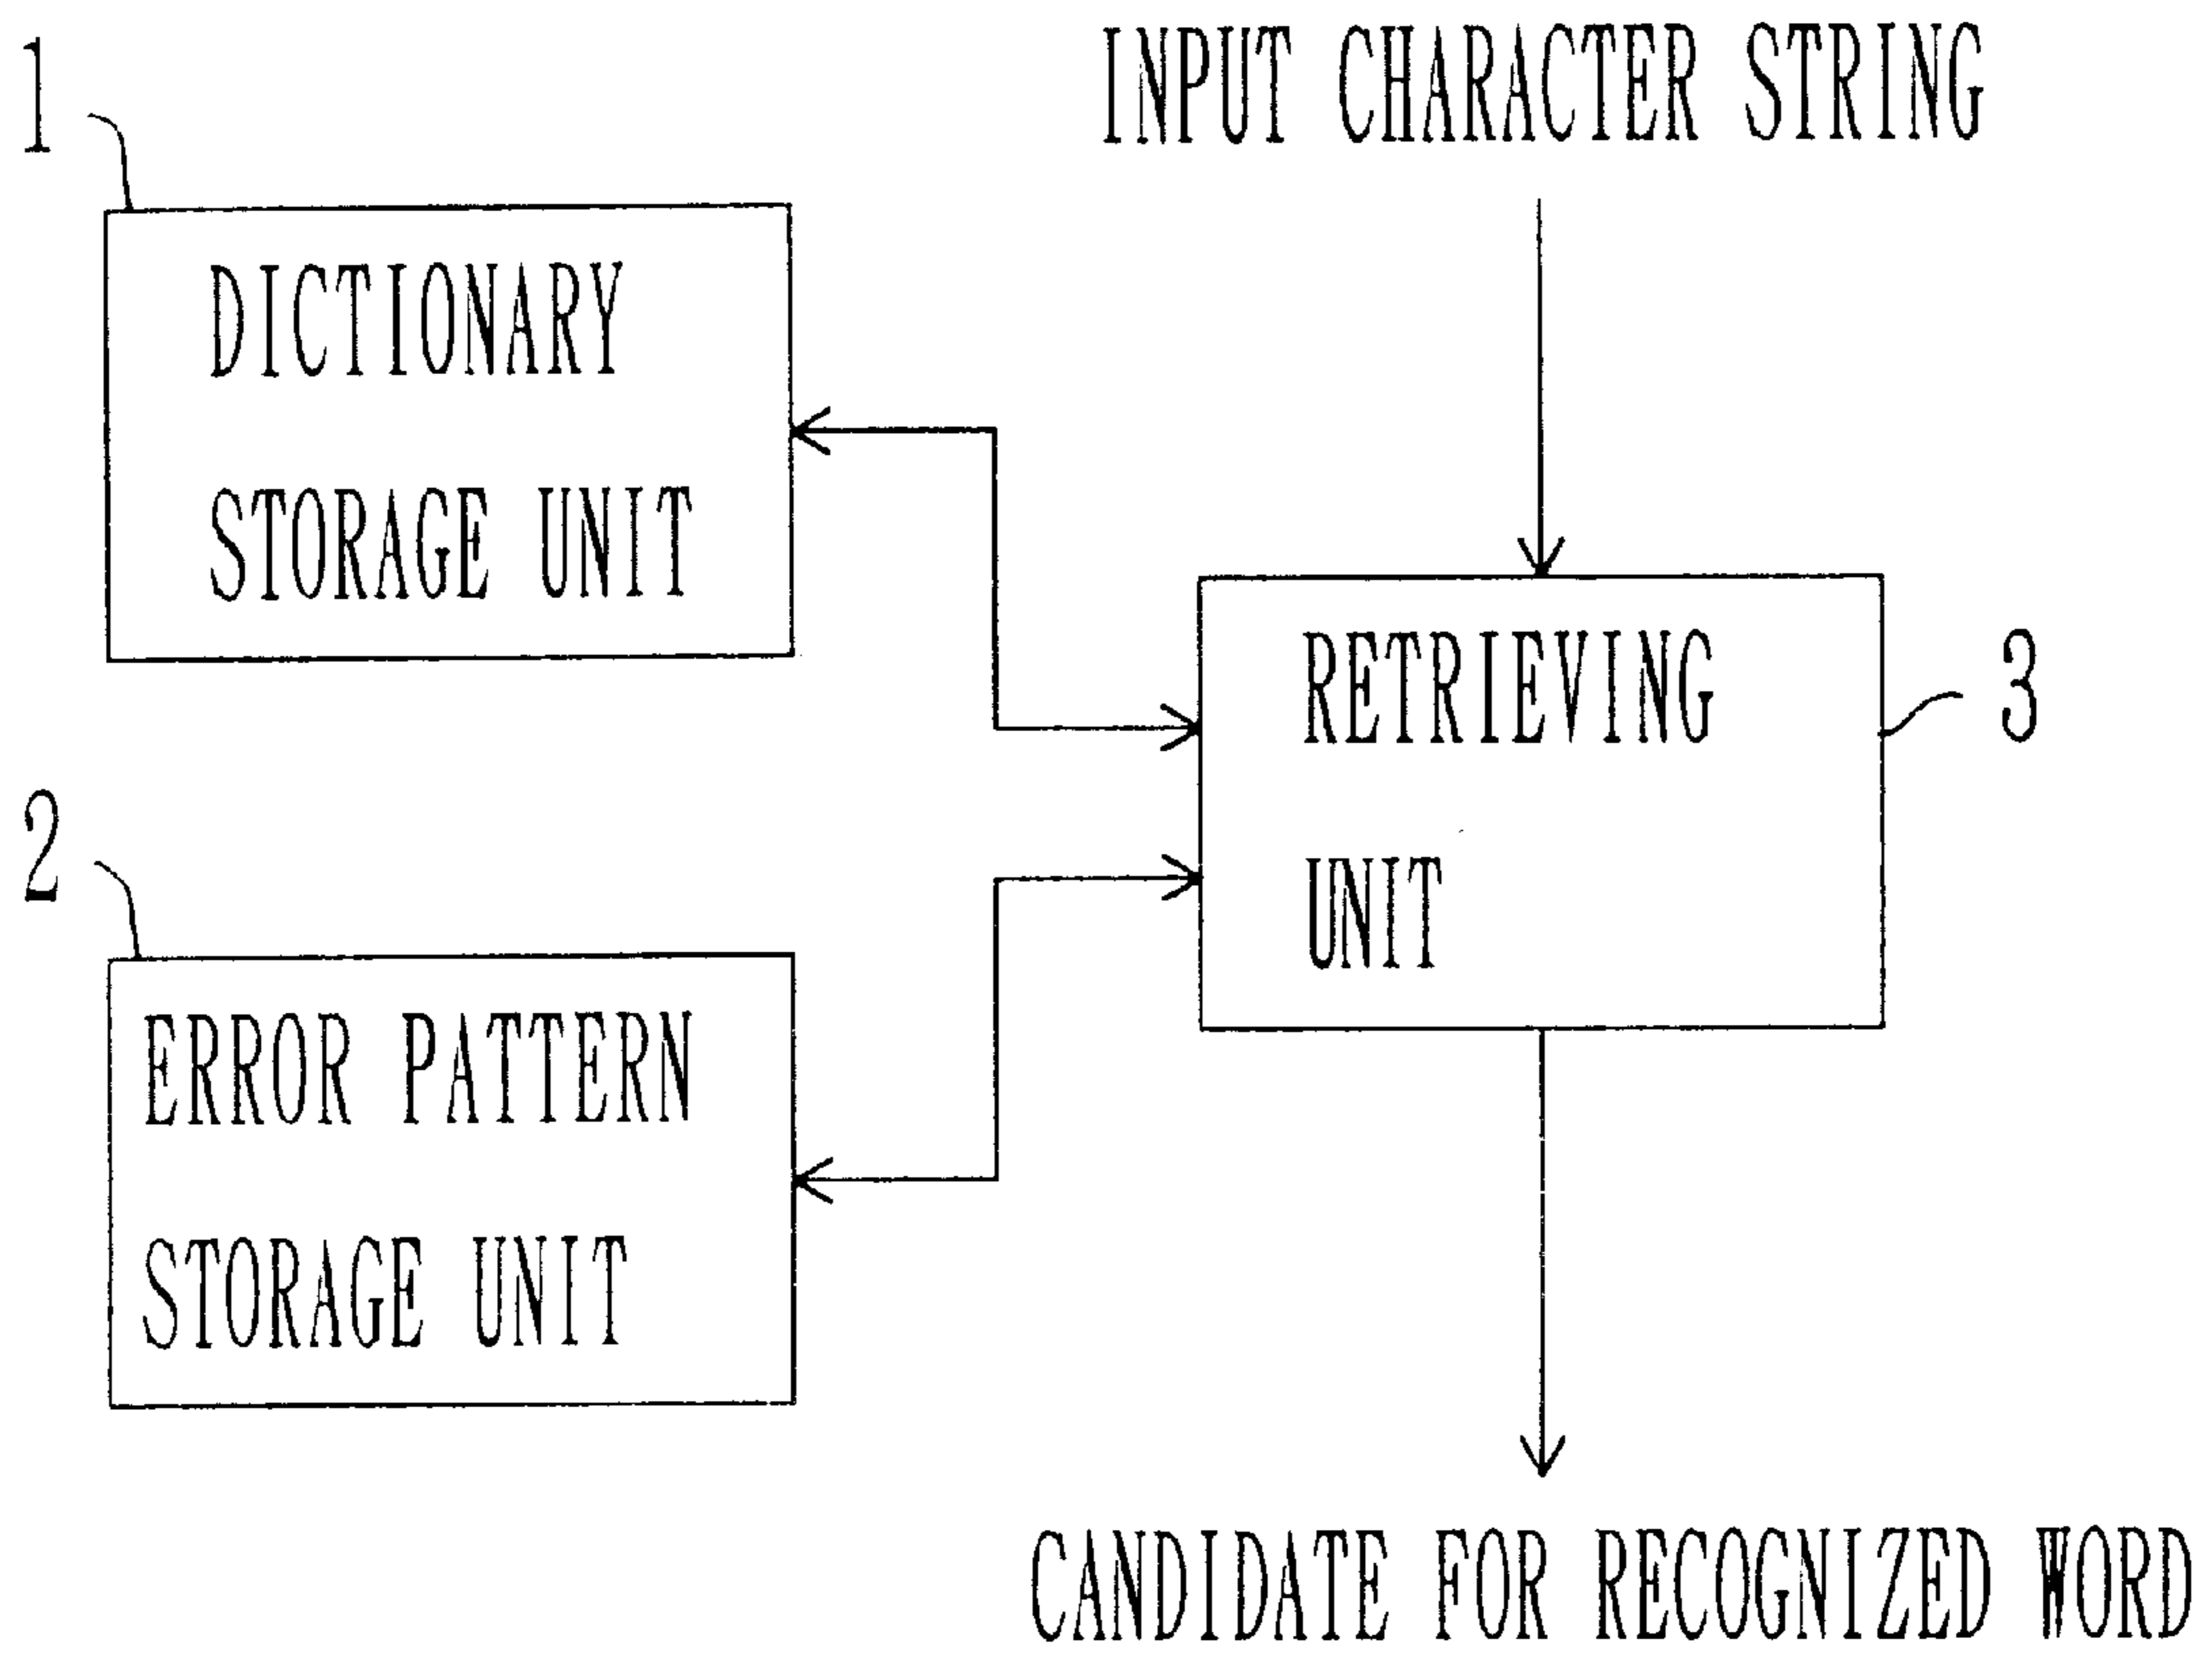 1
INPUT CHARACTER STRING
DICTIONARY
STORAGE UNIT
RETRIEVING
UNIT
3
2
ERROR PATTERN
STORAGE UNIT
CANDIDATE FOR RECOGNIZED WORD